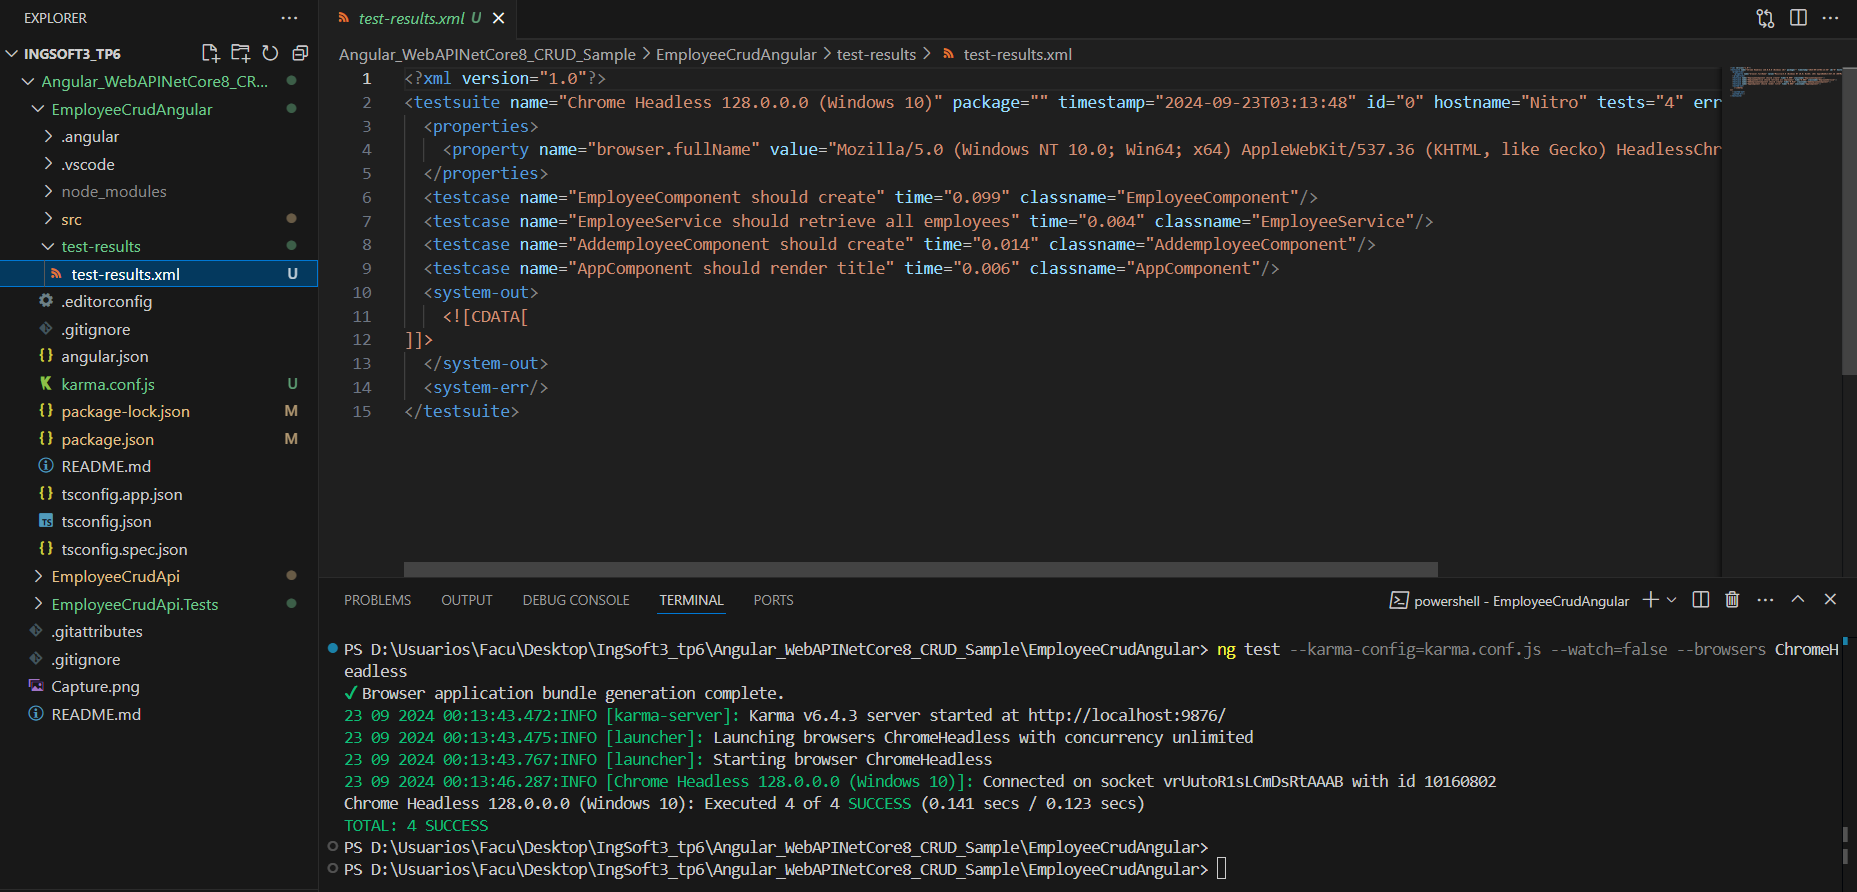 EXPLORER
INGSOFT3_TP6
Angular_WebAPINetCore8_CR...
EmployeeCrudAngular
.angular
.vscode
node_modules
src
test-results
test-results.xml U
.editorconfig
.gitignore
angular.json
karma.conf.js U
package-lock.json M
package.json M
README.md
tsconfig.app.json
tsconfig.json
tsconfig.spec.json
EmployeeCrudApi
EmployeeCrudApi.Tests
.gitattributes
.gitignore
Capture.png
README.md
test-results.xml U
Angular_WebAPINetCore8_CRUD_Sample > EmployeeCrudAngular > test-results > test-results.xml
1 <?xml version="1.0"?>
2 <testsuite name="Chrome Headless 128.0.0.0 (Windows 10)" package="" timestamp="2024-09-23T03:13:48" id="0" hostname="Nitro" tests="4" err
3 <properties>
4 <property name="browser.fullName" value="Mozilla/5.0 (Windows NT 10.0; Win64; x64) AppleWebKit/537.36 (KHTML, like Gecko) HeadlessChr
5 </properties>
6 <testcase name="EmployeeComponent should create" time="0.099" classname="EmployeeComponent"/>
7 <testcase name="EmployeeService should retrieve all employees" time="0.004" classname="EmployeeService"/>
8 <testcase name="AddemployeeComponent should create" time="0.014" classname="AddemployeeComponent"/>
9 <testcase name="AppComponent should render title" time="0.006" classname="AppComponent"/>
10 <system-out>
11 <![CDATA[
12 ]]>
13 </system-out>
14 <system-err/>
15 </testsuite>
PROBLEMS OUTPUT DEBUG CONSOLE TERMINAL PORTS
powershell - EmployeeCrudAngular
PS D:\Usuarios\Facu\Desktop\IngSoft3_tp6\Angular_WebAPINetCore8_CRUD_Sample\EmployeeCrudAngular> ng test --karma-config=karma.conf.js --watch=false --browsers ChromeH
eadless
✓ Browser application bundle generation complete.
23 09 2024 00:13:43.472:INFO [karma-server]: Karma v6.4.3 server started at http://localhost:9876/
23 09 2024 00:13:43.475:INFO [launcher]: Launching browsers ChromeHeadless with concurrency unlimited
23 09 2024 00:13:43.767:INFO [launcher]: Starting browser ChromeHeadless
23 09 2024 00:13:46.287:INFO [Chrome Headless 128.0.0.0 (Windows 10)]: Connected on socket vrUutoR1sLCmDsRtAAAB with id 10160802
Chrome Headless 128.0.0.0 (Windows 10): Executed 4 of 4 SUCCESS (0.141 secs / 0.123 secs)
TOTAL: 4 SUCCESS
PS D:\Usuarios\Facu\Desktop\IngSoft3_tp6\Angular_WebAPINetCore8_CRUD_Sample\EmployeeCrudAngular>
PS D:\Usuarios\Facu\Desktop\IngSoft3_tp6\Angular_WebAPINetCore8_CRUD_Sample\EmployeeCrudAngular>